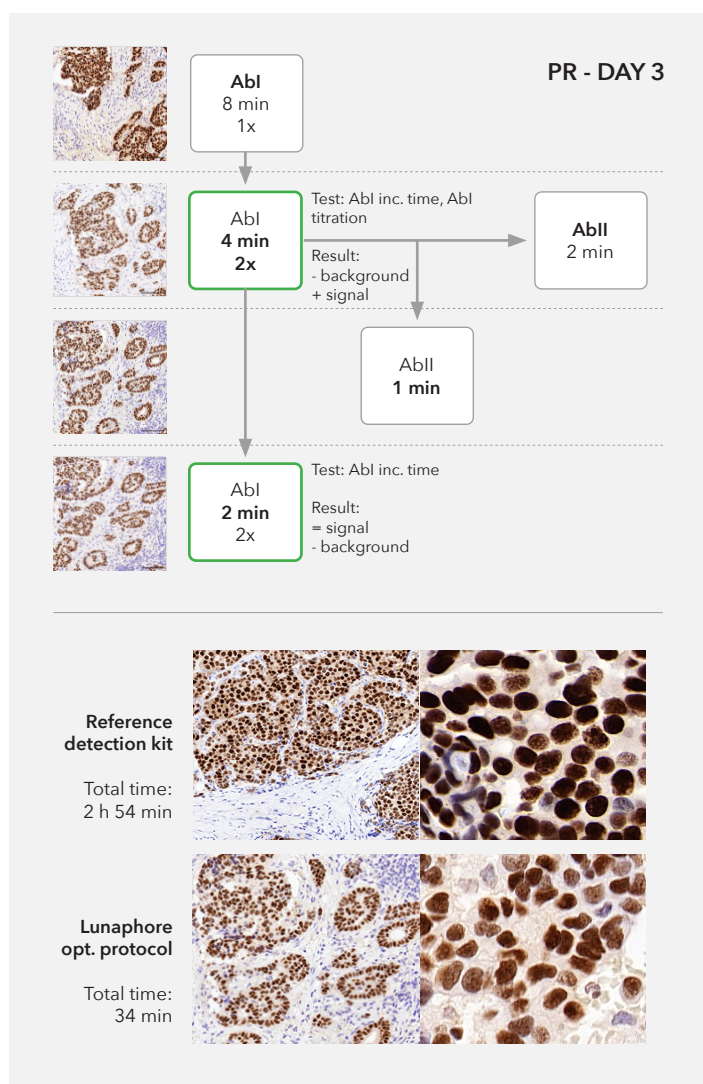 PR - DAY 3
AbI
8 min
1x
AbI
4 min
2x
Test: AbI inc. time, AbI
titration
Result:
- background
+ signal
AbII
2 min
AbII
1 min
AbI
2 min
2x
Test: AbI inc. time
Result:
= signal
- background
Reference
detection kit
Total time:
2 h 54 min
Lunaphore
opt. protocol
Total time:
34 min